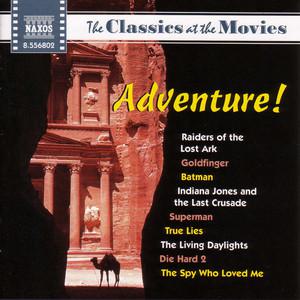 NAXOS
8.556802
The Classics at the Movies
Adventure!
Raiders of the
Lost Ark
Goldfinger
Batman
Indiana Jones and
the Last Crusade
Superman
True Lies
The Living Daylights
Die Hard 2
The Spy Who Loved Me